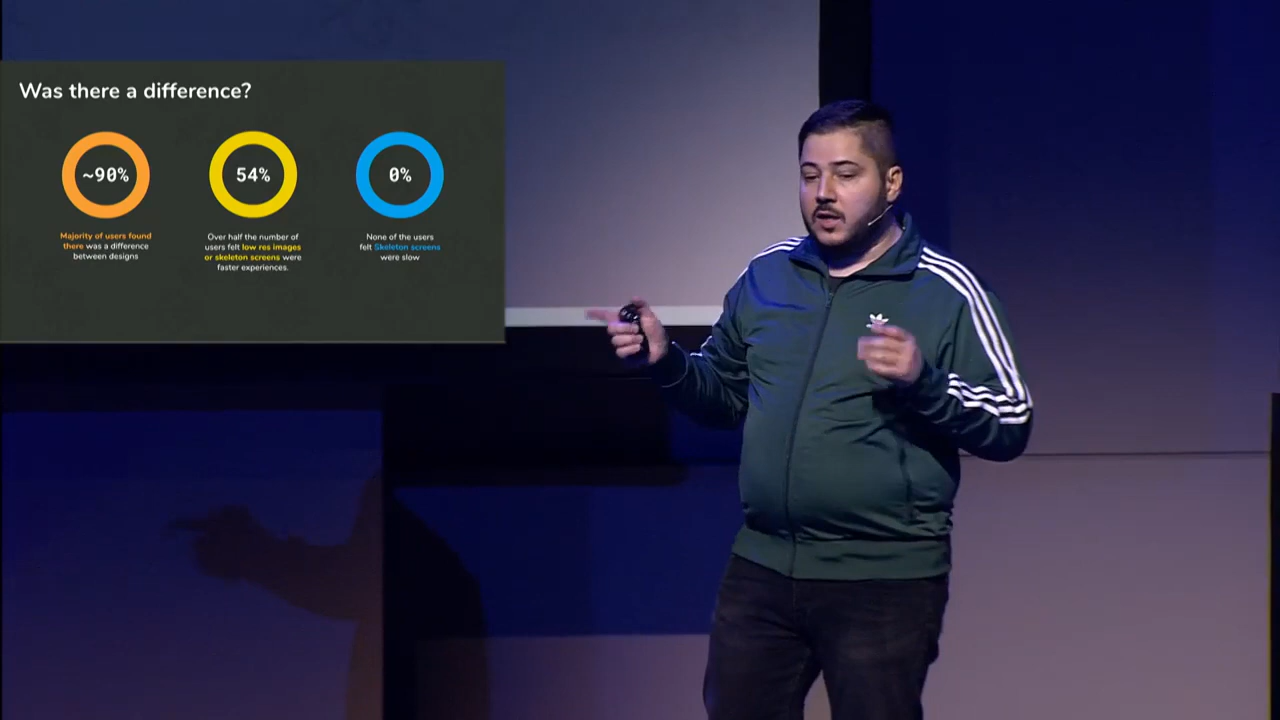 Was there a difference?
~90%
Majority of users found
there was a difference
between designs
54%
Over half the number of
users felt low res images
or skeleton screens were
faster experiences.
0%
None of the users
felt Skeleton screens
were slow